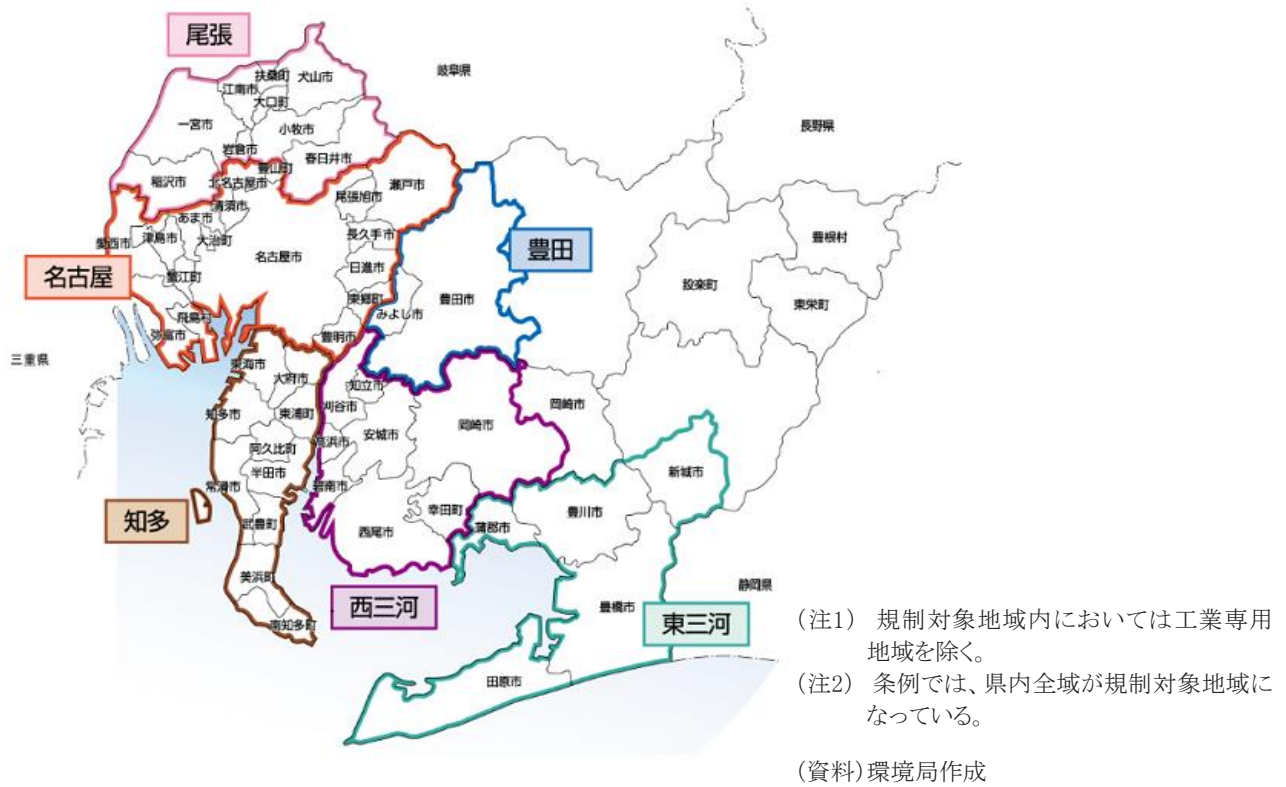 尾張
岐阜県
長野県
扶桑町
犬山市
江南市
大口町
一宮市
小牧市
岩倉市
春日井市
豊山町
稲沢市
北名古屋市
瀬戸市
尾張旭市
清須市
あま市
愛西市
津島市
大治町
長久手市
名古屋市
豊田
豊根村
日進市
名古屋
蟹江町
設楽町
東栄町
東郷町
豊田市
みよし市
飛島村
弥富市
豊明市
三重県
東海市
大府市
知立市
刈谷市
知多市
東浦町
岡崎市
岡崎市
安城市
高浜市
阿久比町
半田市
新城市
常滑市
碧南市
知多
武豊町
幸田町
豊川市
西尾市
蒲郡市
美浜町
静岡県
西三河
豊橋市
東三河
南知多町
田原市
(注1) 規制対象地域内においては工業専用
地域を除く。
(注2) 条例では、県内全域が規制対象地域に
なっている。
(資料)環境局作成